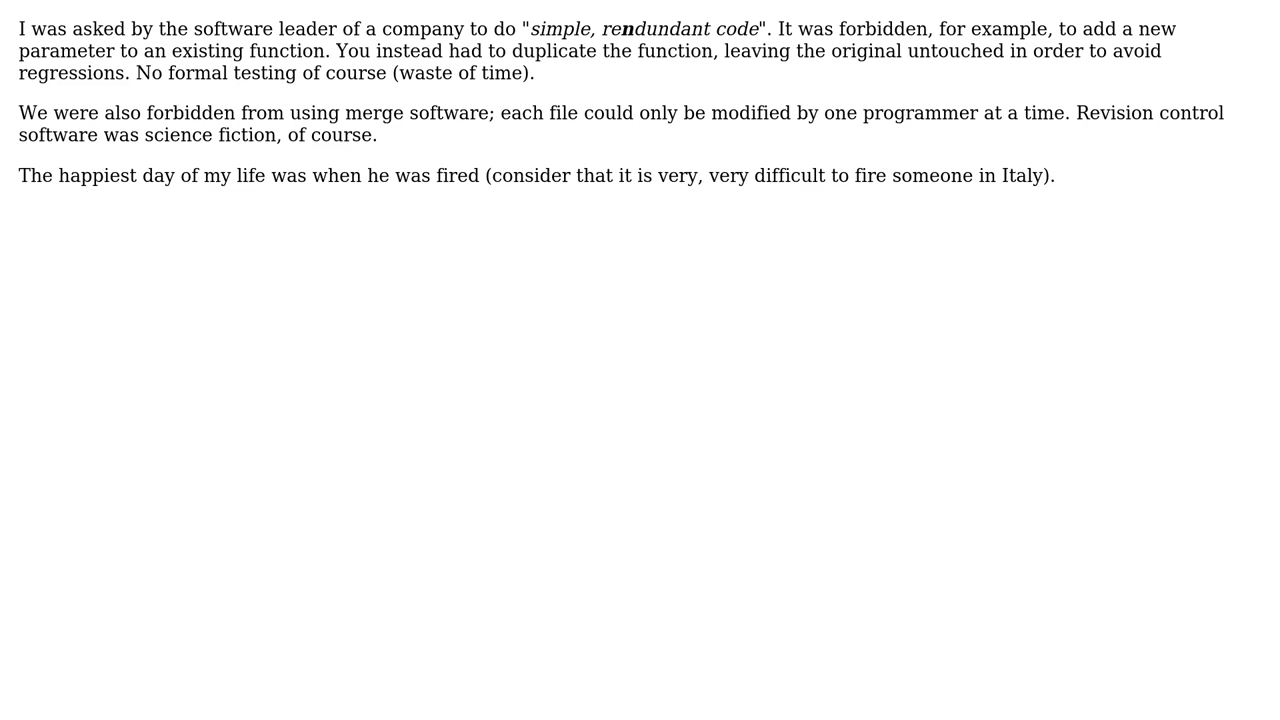 I was asked by the software leader of a company to do "simple, rendundant code". It was forbidden, for example, to add a new
parameter to an existing function. You instead had to duplicate the function, leaving the original untouched in order to avoid
regressions. No formal testing of course (waste of time).
We were also forbidden from using merge software; each file could only be modified by one programmer at a time. Revision control
software was science fiction, of course.
The happiest day of my life was when he was fired (consider that it is very, very difficult to fire someone in Italy).